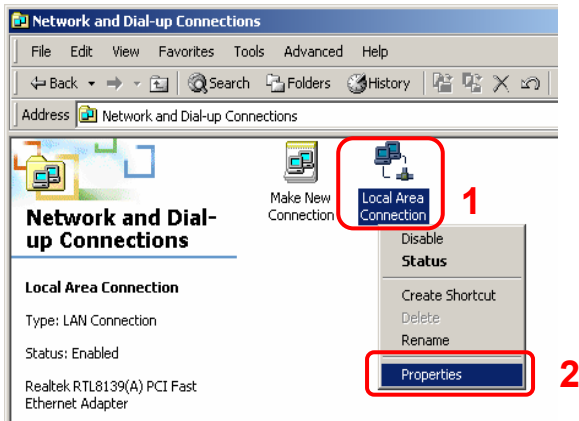 Network and Dial-up Connections
File Edit View Favorites Tools Advanced Help
Back Search Folders History
Address Network and Dial-up Connections
Network and Dial-
up Connections
Local Area Connection
Type: LAN Connection
Status: Enabled
Realtek RTL8139(A) PCI Fast
Ethernet Adapter
Make New
Connection
Local Area
Connection
1
Disable
Status
Create Shortcut
Delete
Rename
Properties
2